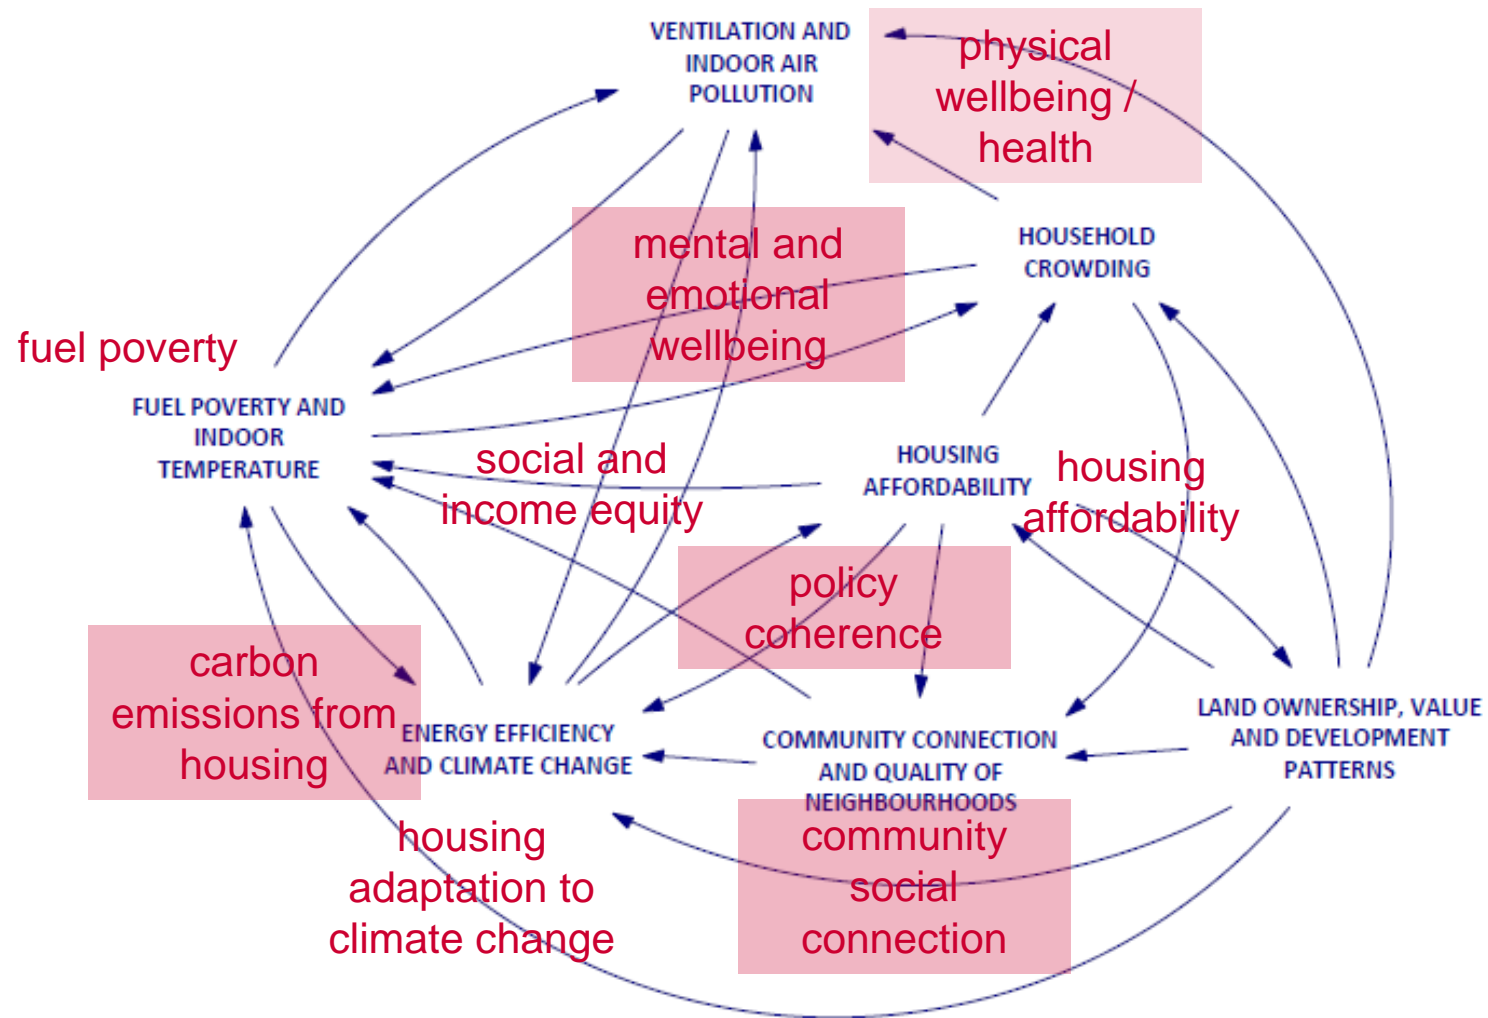 VENTILATION AND
INDOOR AIR
POLLUTION
physical
wellbeing /
health
mental and
emotional
wellbeing
HOUSEHOLD
CROWDING
fuel poverty
FUEL POVERTY AND
INDOOR
TEMPERATURE
social and
income equity
HOUSING
AFFORDABILITY
housing
affordability
policy
coherence
carbon
emissions from
housing
ENERGY EFFICIENCY
AND CLIMATE CHANGE
COMMUNITY CONNECTION
AND QUALITY OF
NEIGHBOURHOODS
LAND OWNERSHIP, VALUE
AND DEVELOPMENT
PATTERNS
housing
adaptation to
climate change
community
social
connection